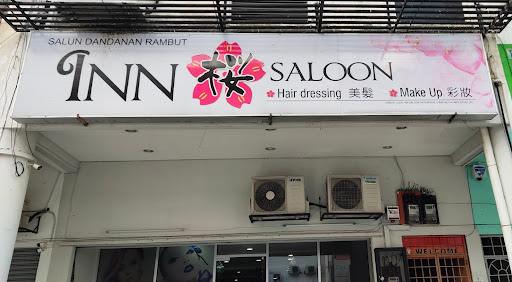 SALUN DANDANAN RAMBUT
INN 桜 SALOON
Hair dressing 美髮
Make Up 彩妝
WELCOME